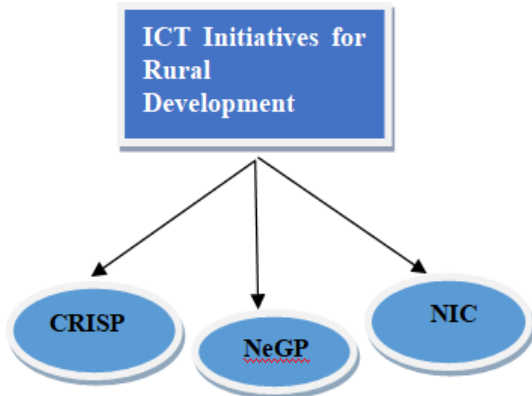 ICT Initiatives for
Rural
Development
CRISP
NeGP
NIC